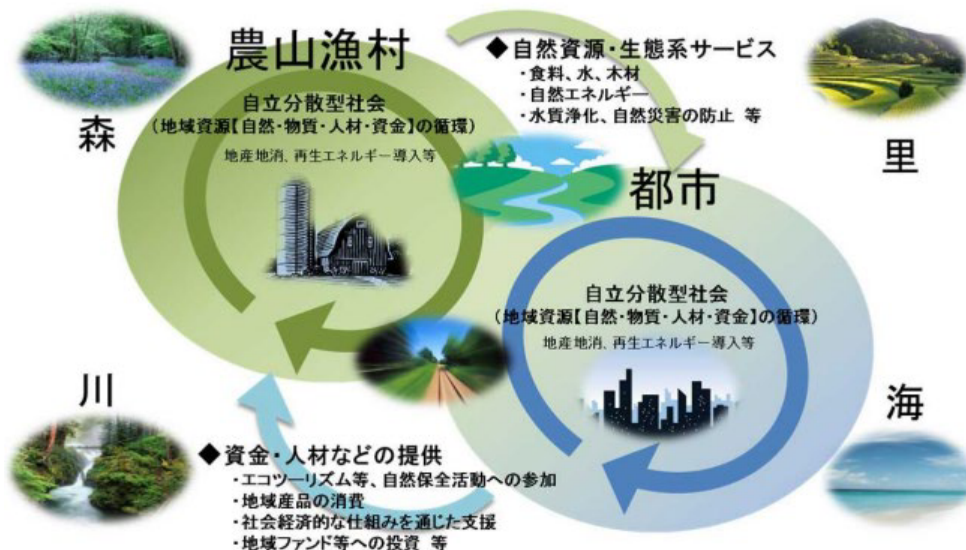 農山漁村
◆自然資源・生態系サービス
・食料、水、木材
・自然エネルギー
・水質浄化、自然災害の防止 等
森
自立分散型社会
（地域資源【自然・物質・人材・資金】の循環）
地産地消、再生エネルギー導入等
里
都市
自立分散型社会
（地域資源【自然・物質・人材・資金】の循環）
地産地消、再生エネルギー導入等
川
海
◆資金・人材などの提供
・エコツーリズム等、自然保全活動への参加
・地域産品の消費
・社会経済的な仕組みを通じた支援
・地域ファンド等への投資 等